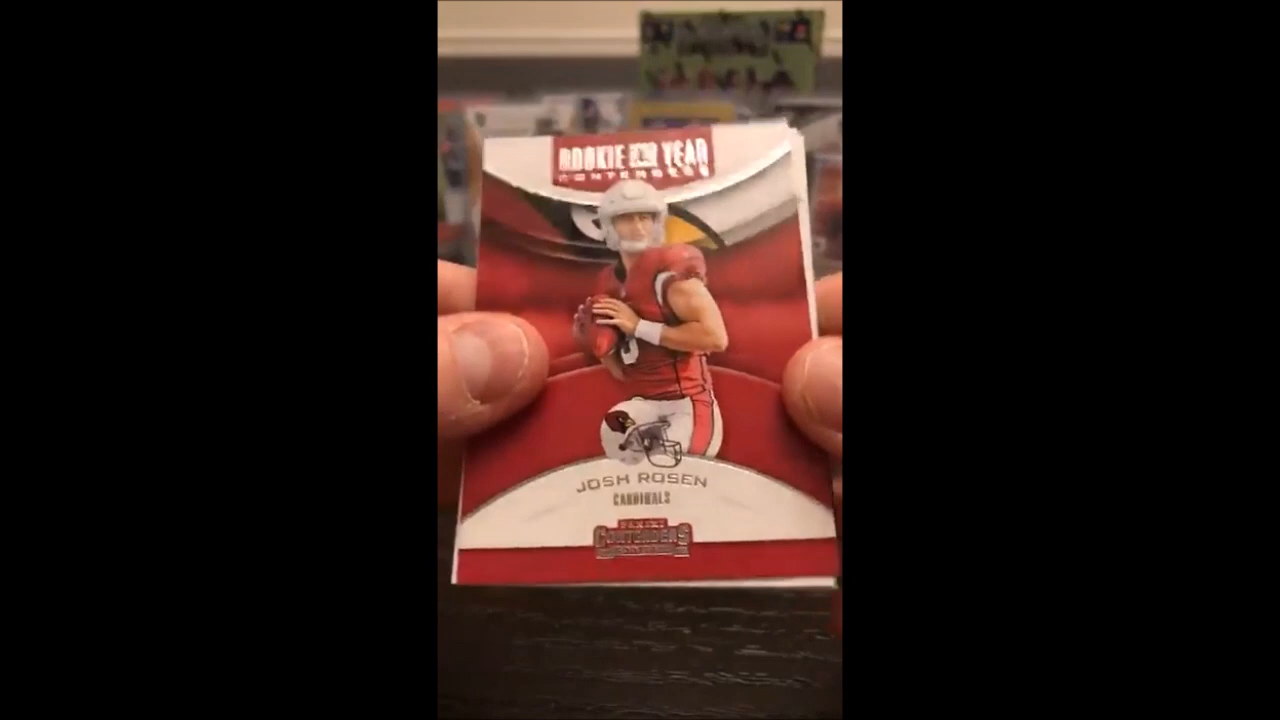 ROOKIE OF THE YEAR
CONTENDERS
JOSH ROSEN
CARDINALS
PANINI
CONTENDERS